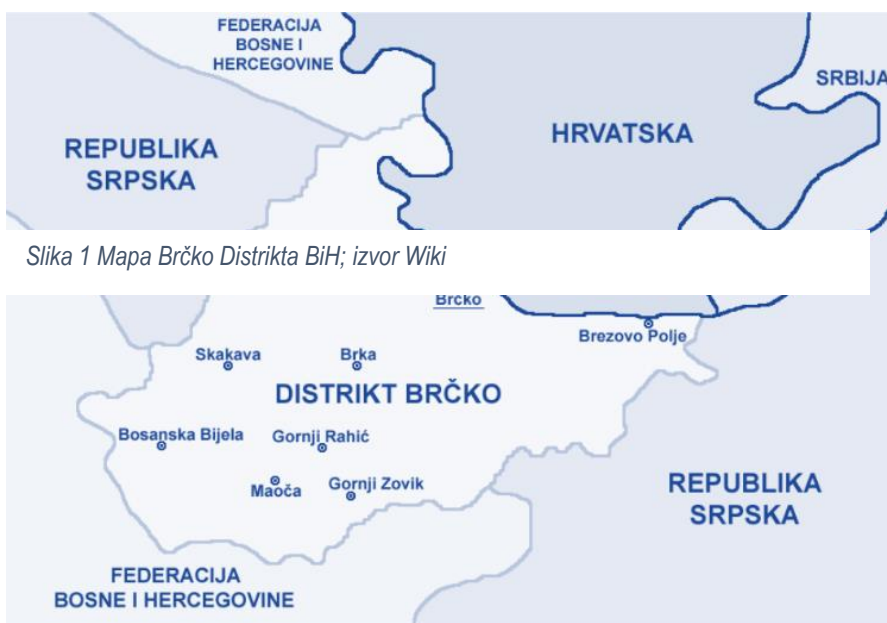 FEDERACIJA
BOSNE I
HERCEGOVINE
SRBIJA
HRVATSKA
REPUBLIKA
SRPSKA
Slika 1 Mapa Brčko Distrikta BiH; izvor Wiki
Brčko
Brezovo Polje
Skakava
Brka
DISTRIKT BRČKO
Bosanska Bijela
Gornji Rahić
Maoča
Gornji Zovik
REPUBLIKA
SRPSKA
FEDERACIJA
BOSNE I HERCEGOVINE